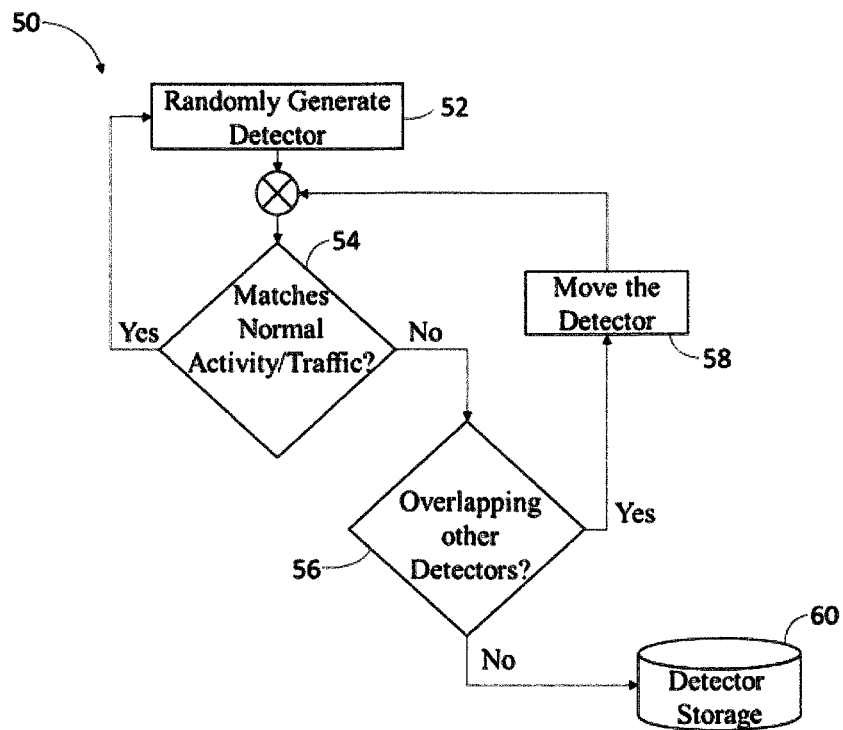 50
Randomly Generate
Detector
52
54
Matches
Normal
Activity/Traffic?
Yes
No
Move the
Detector
58
Overlapping
other
Detectors?
Yes
56
No
60
Detector
Storage